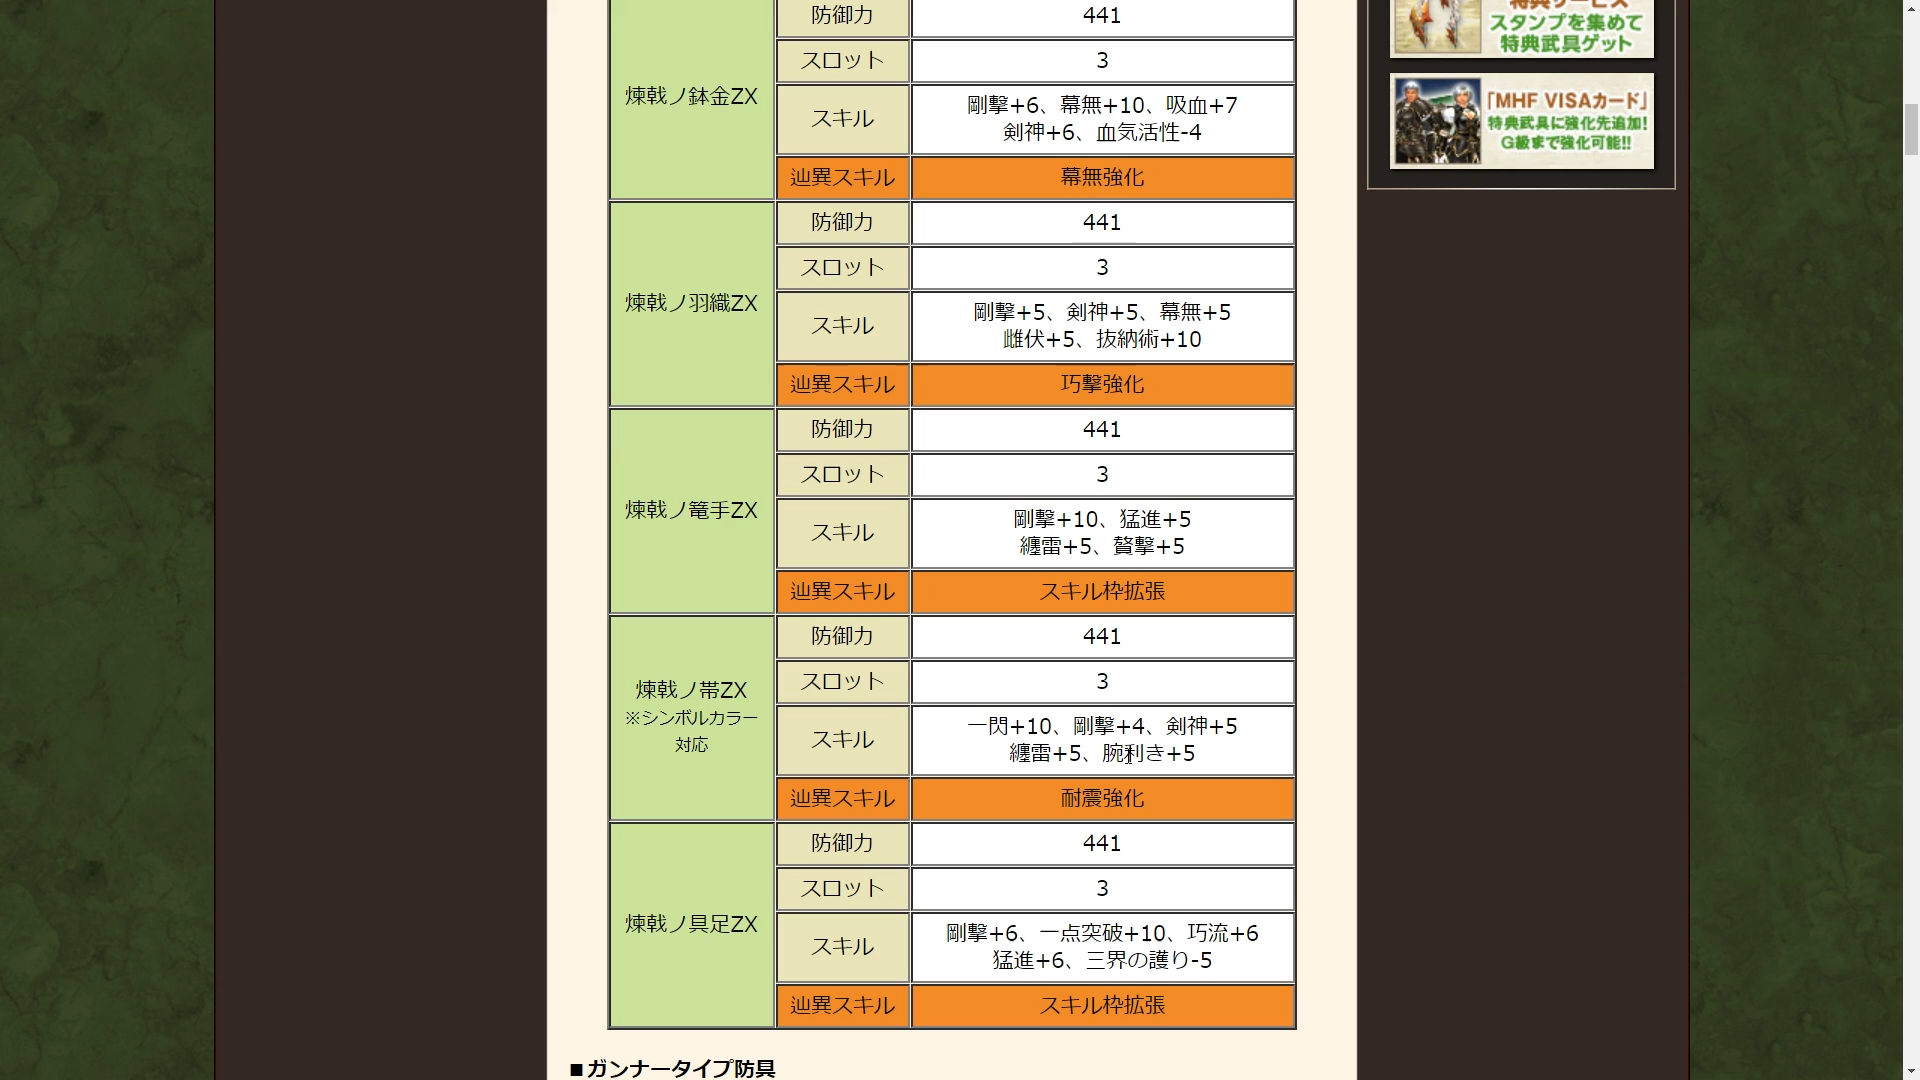 防御力 441
スロット 3
煉戟ノ鉢金ZX
スキル
剛撃+6、幕無+10、吸血+7
剣神+6、血気活性-4
辿異スキル 幕無強化
防御力 441
スロット 3
煉戟ノ羽織ZX
スキル
剛撃+5、剣神+5、幕無+5
雌伏+5、抜納術+10
辿異スキル 巧撃強化
防御力 441
スロット 3
煉戟ノ篭手ZX
スキル
剛撃+10、猛進+5
纏雷+5、贅撃+5
辿異スキル スキル枠拡張
防御力 441
スロット 3
煉戟ノ帯ZX
※シンボルカラー
対応
スキル
一閃+10、剛撃+4、剣神+5
纏雷+5、腕利き+5
辿異スキル 耐震強化
防御力 441
スロット 3
煉戟ノ具足ZX
スキル
剛撃+6、一点突破+10、巧流+6
猛進+6、三界の護り-5
辿異スキル スキル枠拡張
■ガンナータイプ防具
特典サービス
スタンプを集めて
特典武具ゲット
「MHF VISAカード」
特典武具に強化先追加!
G級まで強化可能!!